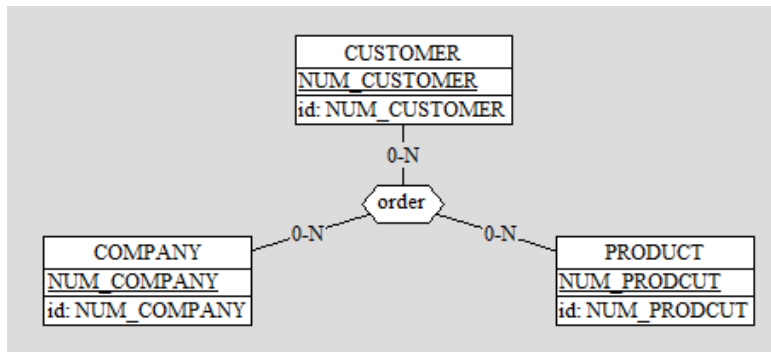 CUSTOMER
NUM_CUSTOMER
id: NUM_CUSTOMER
0-N
order
0-N
0-N
COMPANY
NUM_COMPANY
id: NUM_COMPANY
PRODUCT
NUM_PRODCUT
id: NUM_PRODCUT